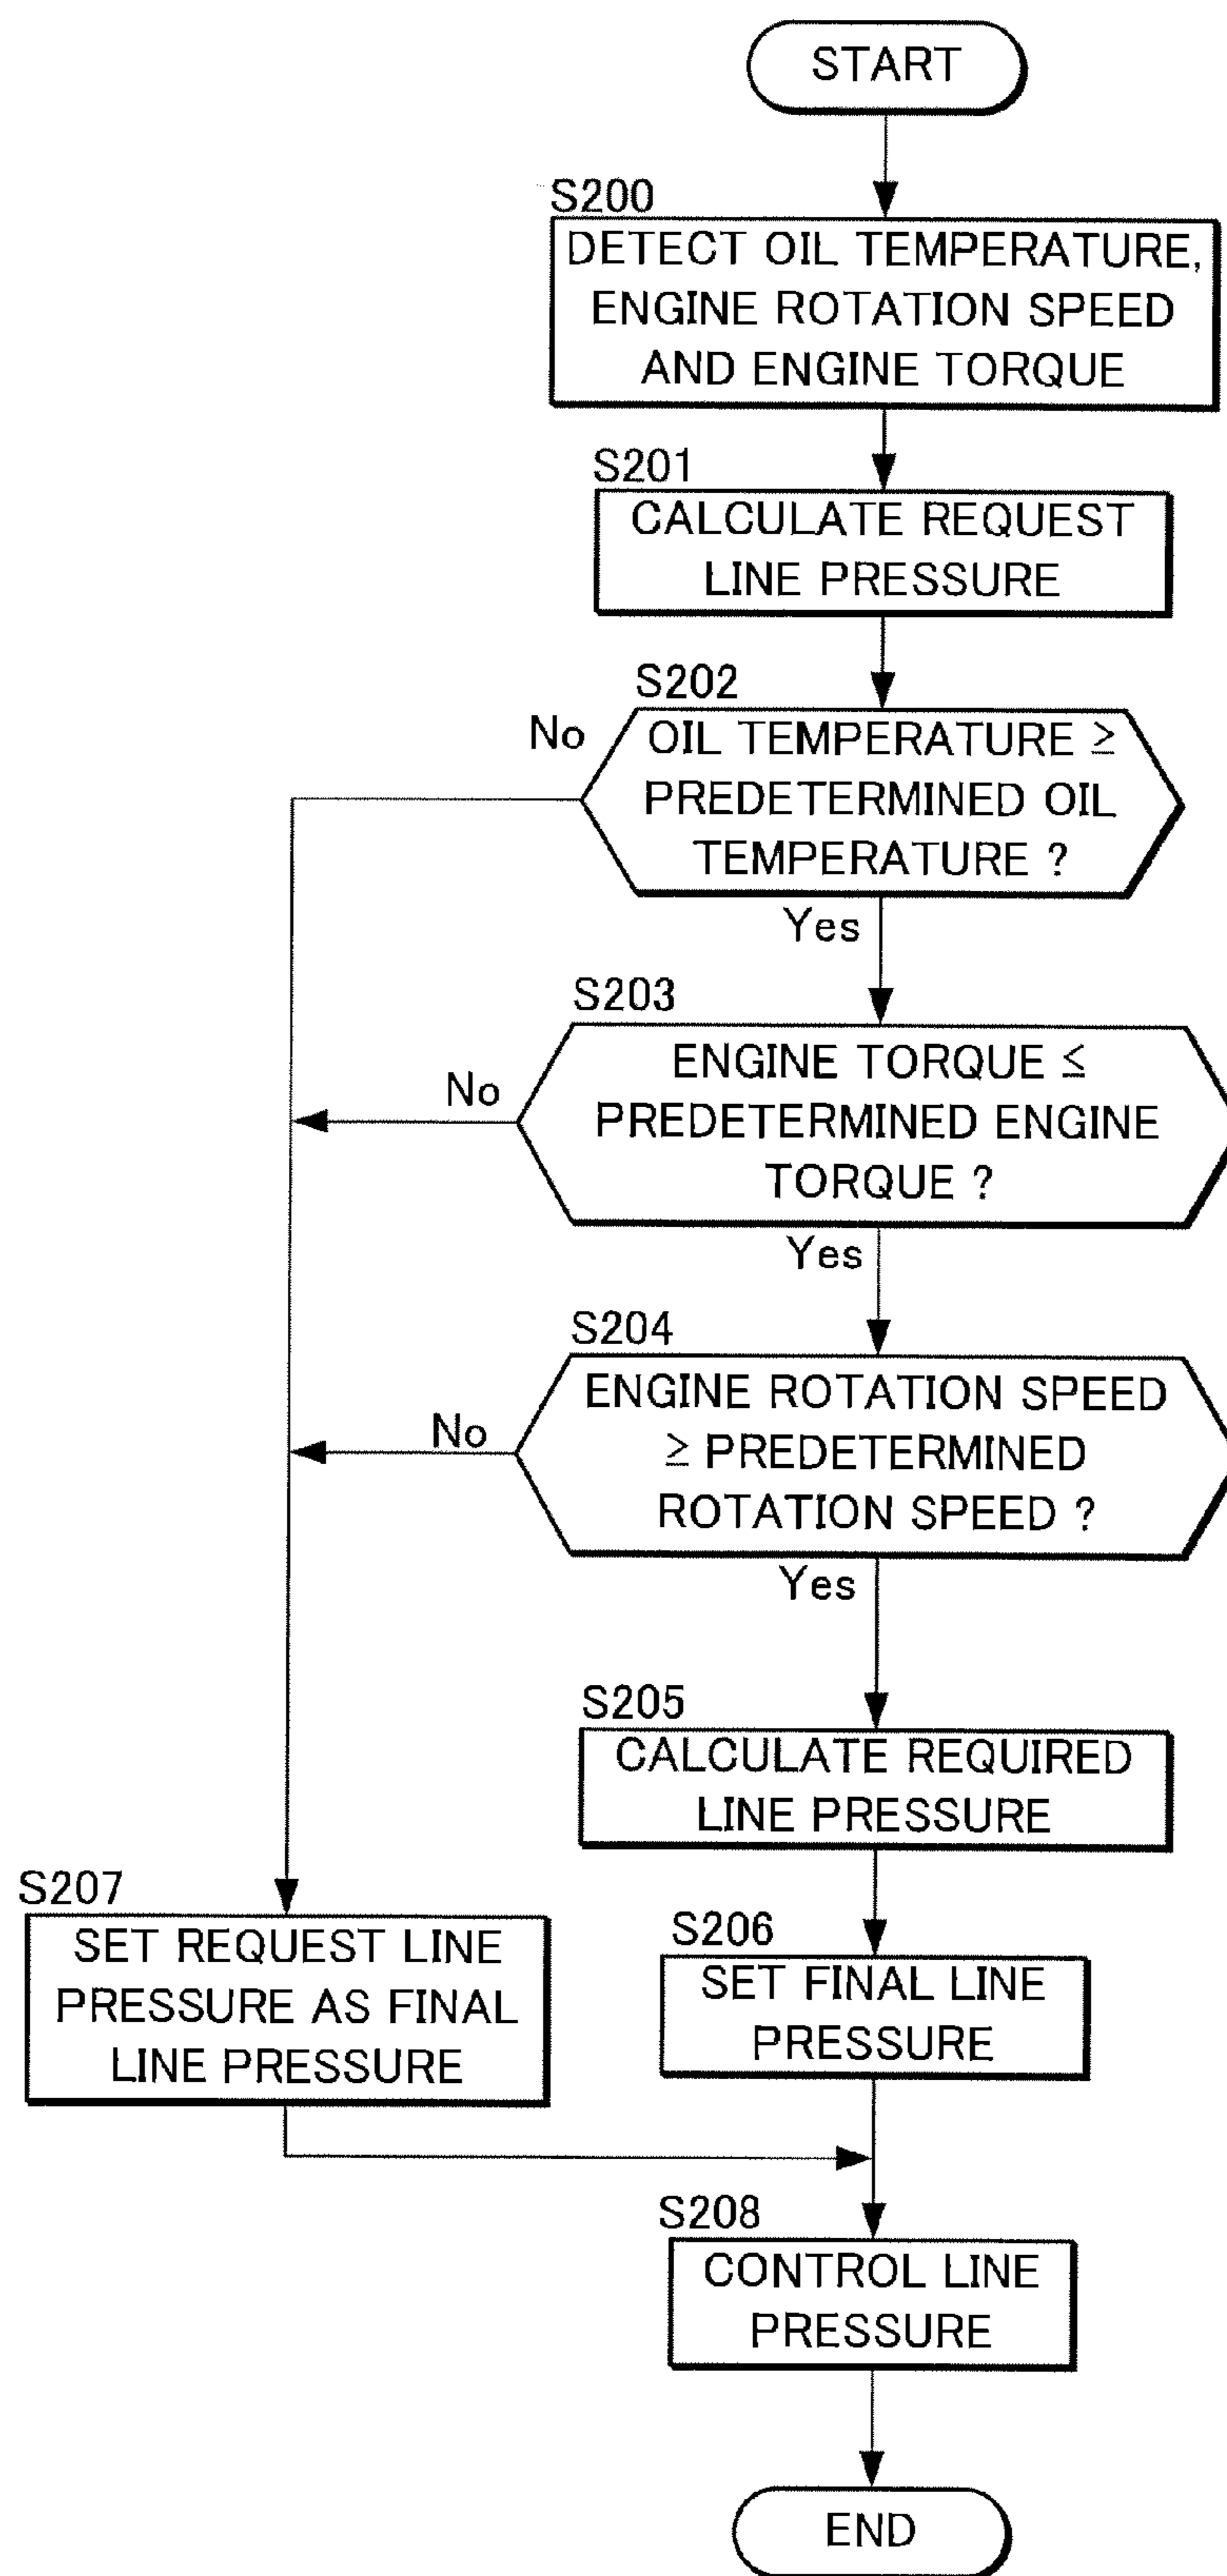 START
S200
DETECT OIL TEMPERATURE,
ENGINE ROTATION SPEED
AND ENGINE TORQUE
S201
CALCULATE REQUEST
LINE PRESSURE
S202
No
OIL TEMPERATURE ≥
PREDETERMINED OIL
TEMPERATURE ?
Yes
S203
No
ENGINE TORQUE ≤
PREDETERMINED ENGINE
TORQUE ?
Yes
S204
No
ENGINE ROTATION SPEED
≥ PREDETERMINED
ROTATION SPEED ?
Yes
S205
CALCULATE REQUIRED
LINE PRESSURE
S207
SET REQUEST LINE
PRESSURE AS FINAL
LINE PRESSURE
S206
SET FINAL LINE
PRESSURE
S208
CONTROL LINE
PRESSURE
END